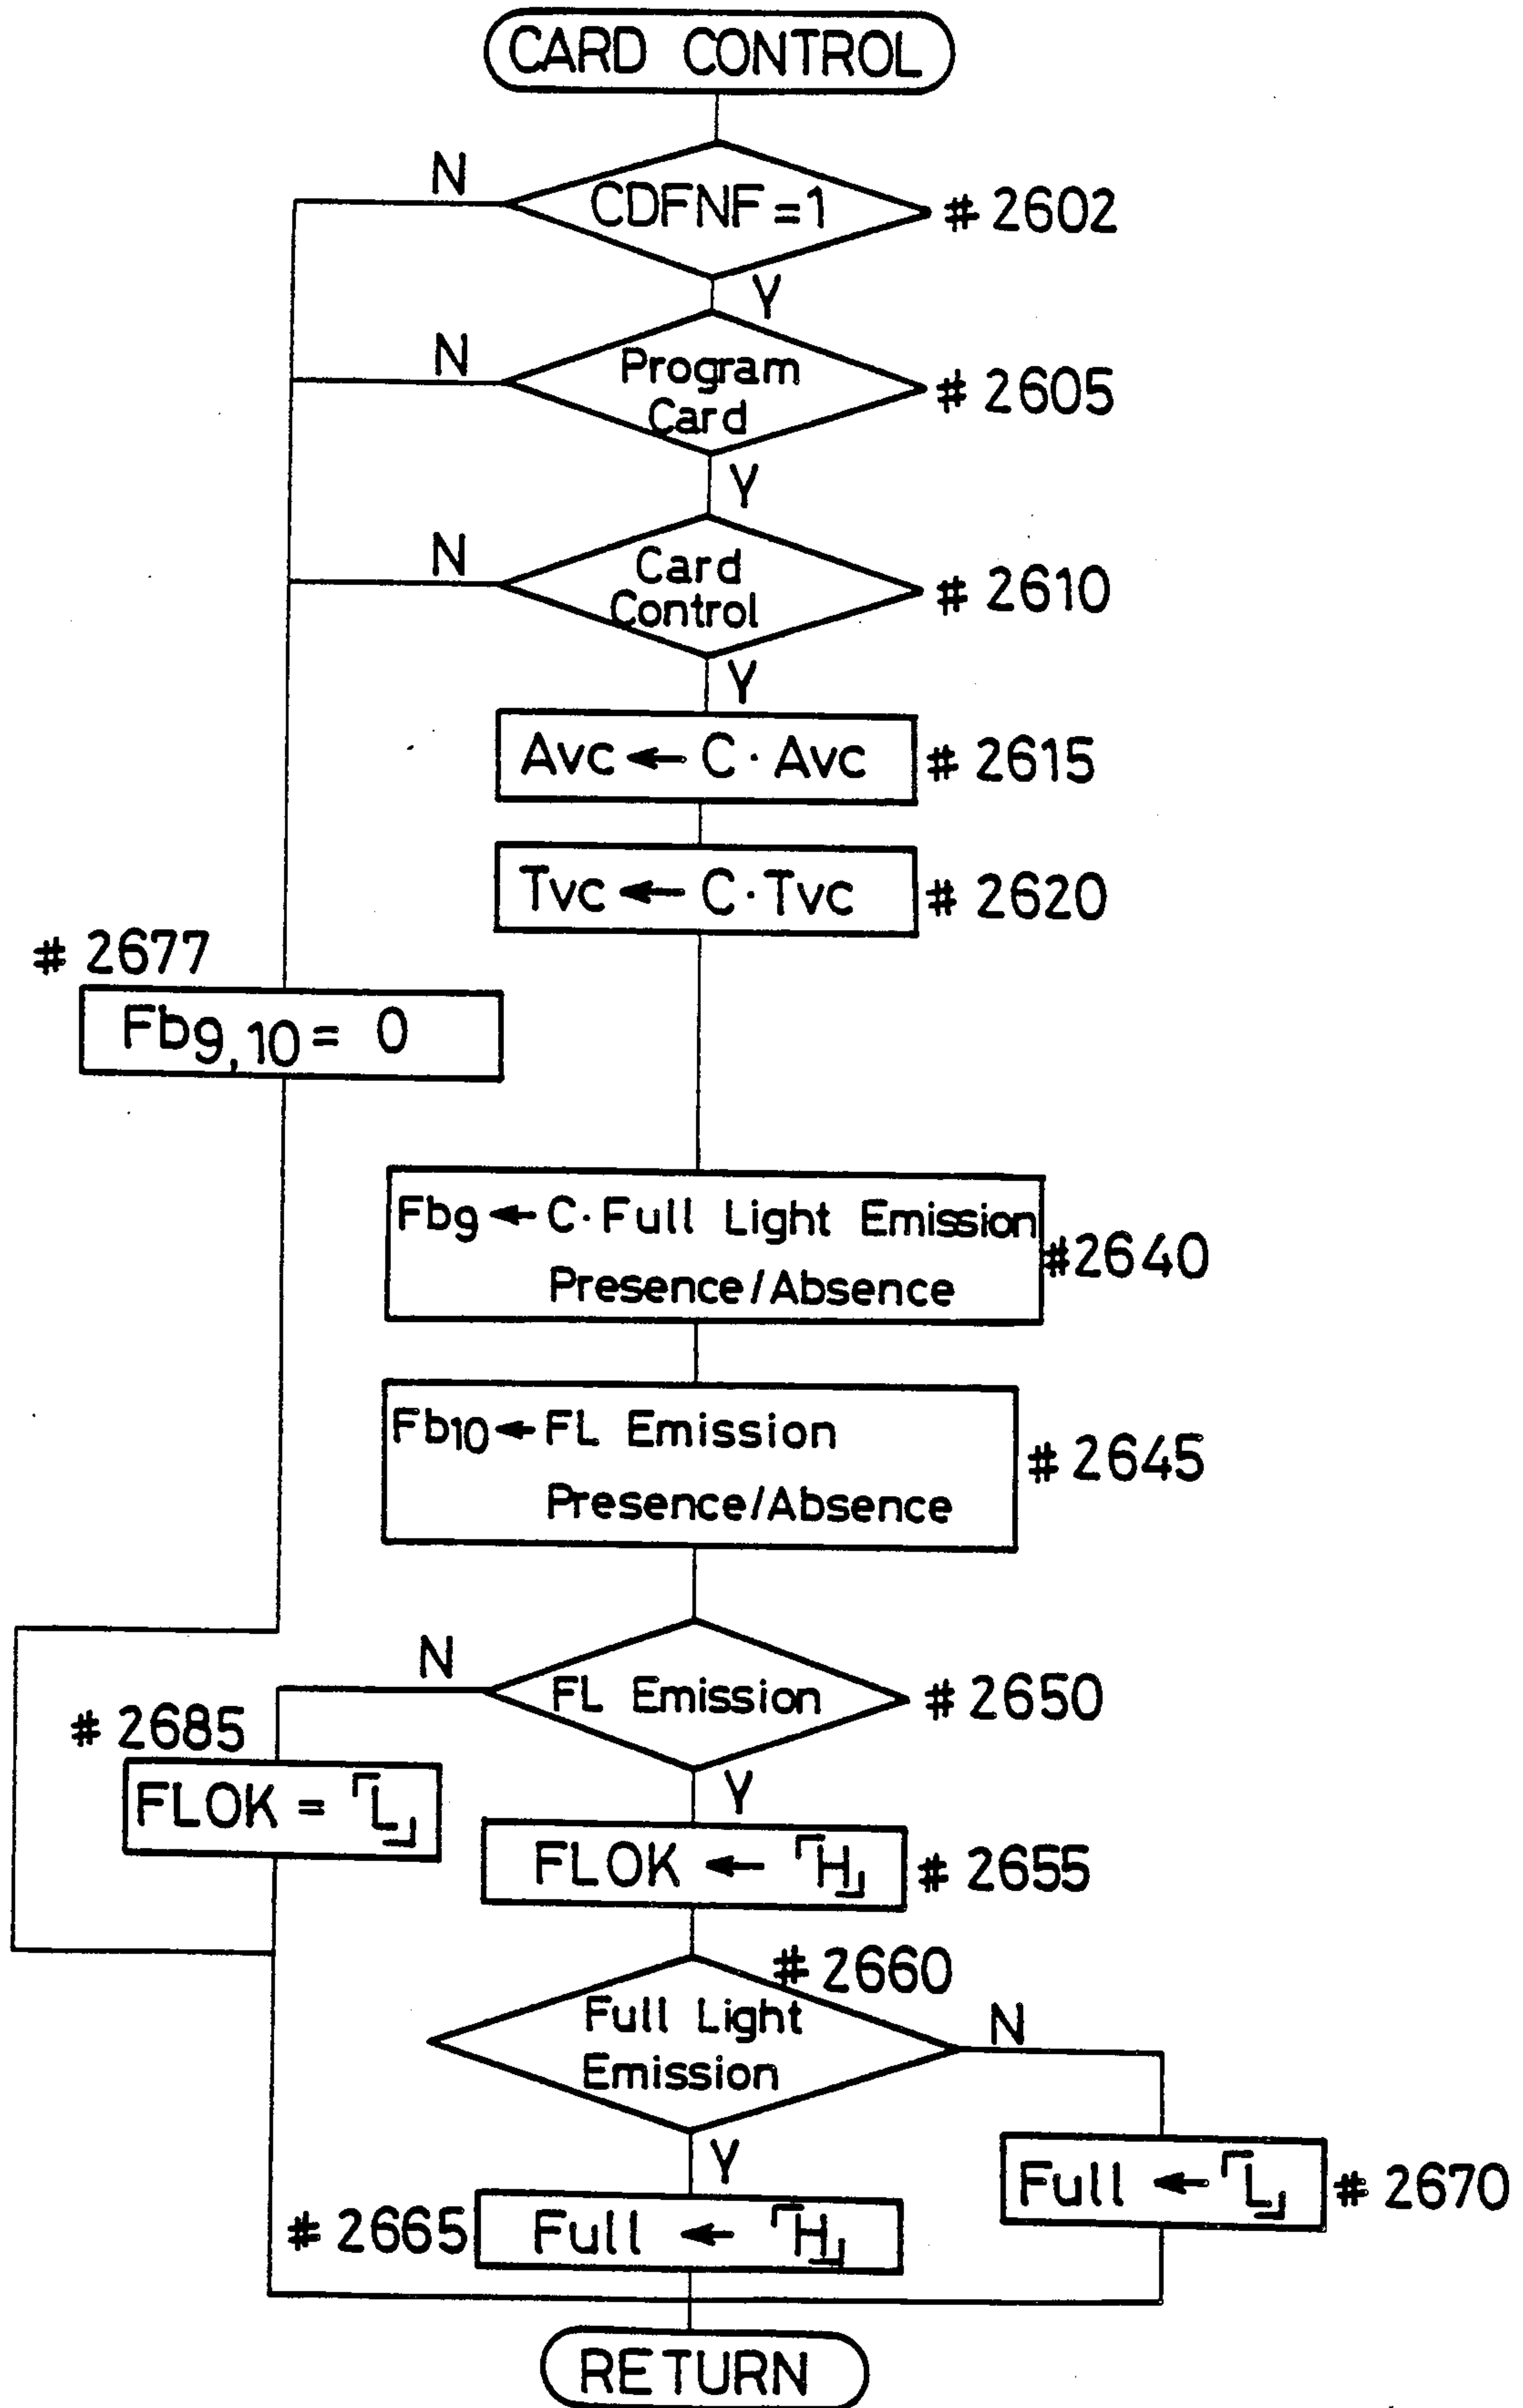 CARD CONTROL
N
CDFNF=1
# 2602
Y
N
Program
Card
# 2605
Y
N
Card
Control
# 2610
Y
Avc ← C·Avc
# 2615
Tvc ← C·Tvc
# 2620
# 2677
Fb9,10 = 0
Fb9 ← C·Full Light Emission
Presence/Absence
#2640
Fb10 ← FL Emission
Presence/Absence
# 2645
N
FL Emission
# 2650
# 2685
FLOK = 「L」
Y
FLOK ← 「H」
# 2655
# 2660
Full Light
Emission
N
Y
Full ← 「L」
# 2670
# 2665
Full ← 「H」
RETURN